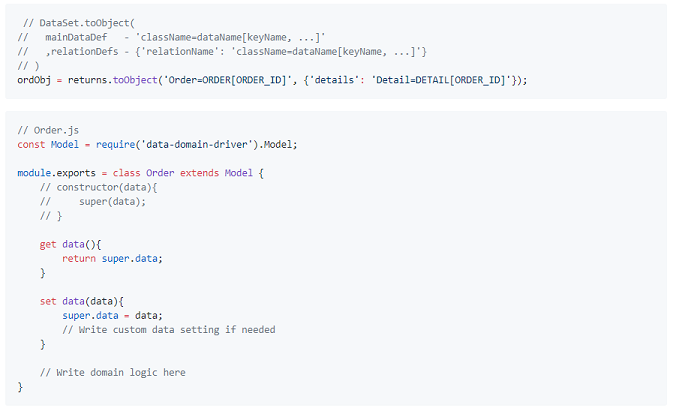 // DataSet.toObject(
//   mainDataDef   - 'className=dataName[keyName, ...]'
//   ,relationDefs - {'relationName': 'className=dataName[keyName, ...]'}
// )
ordObj = returns.toObject('Order=ORDER[ORDER_ID]', {'details': 'Detail=DETAIL[ORDER_ID]'});
// Order.js
const Model = require('data-domain-driver').Model;
module.exports = class Order extends Model {
    // constructor(data){
    //     super(data);
    // }
    get data(){
        return super.data;
    }
    set data(data){
        super.data = data;
        // Write custom data setting if needed
    }
    // Write domain logic here
}